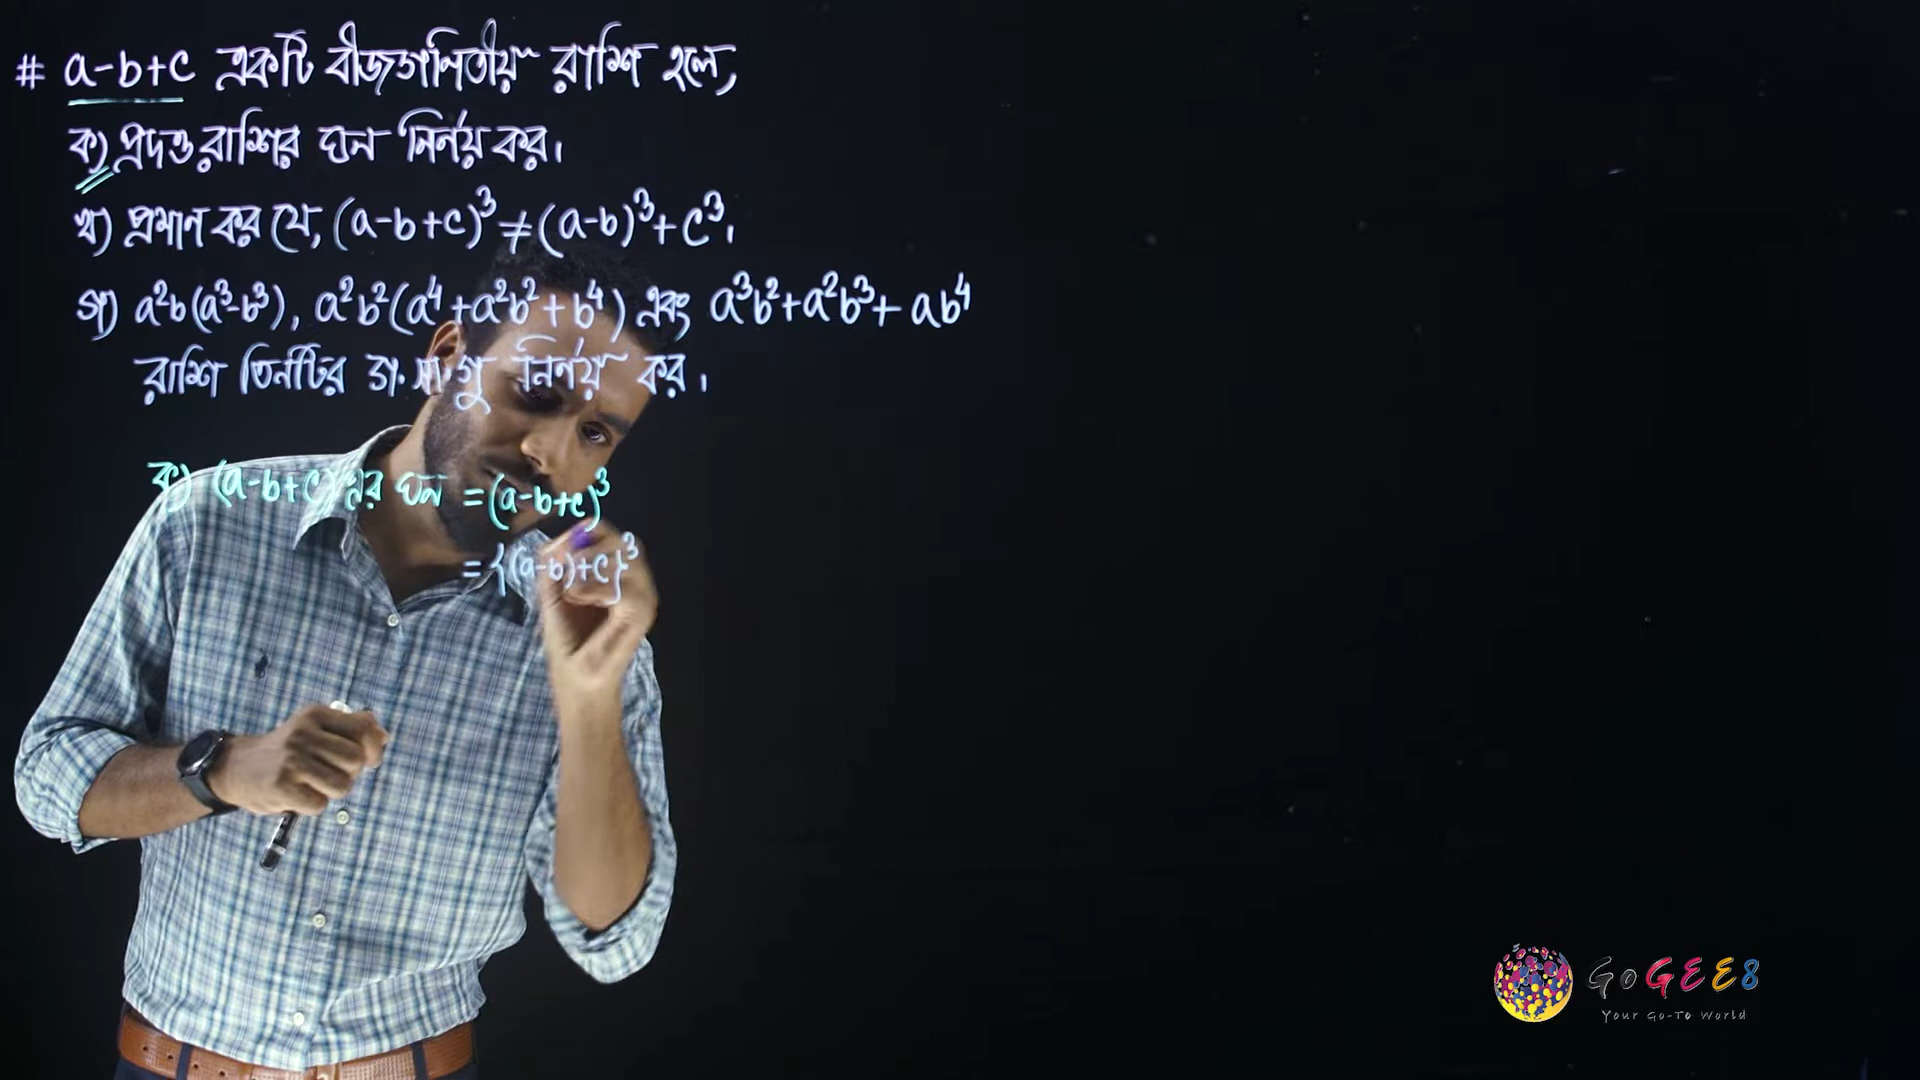 # a-b+c একটি বীজগণিতীয় রাশি হলে,
ক) প্রদত্ত রাশির ঘন নির্ণয় কর।
খ) প্রমাণ কর যে, (a-b+c)³ ≠ (a-b)³+c³।
গ) a²b(a³-b³), a²b²(a⁴+a²b²+b⁴) এবং a³b²+a²b³+ab⁴
রাশি তিনটির গ.সা.গু নির্ণয় কর।
ক) (a-b+c) এর ঘন = (a-b+c)³
= {(a-b)+c}³
GoGEE8
Your Go-To World